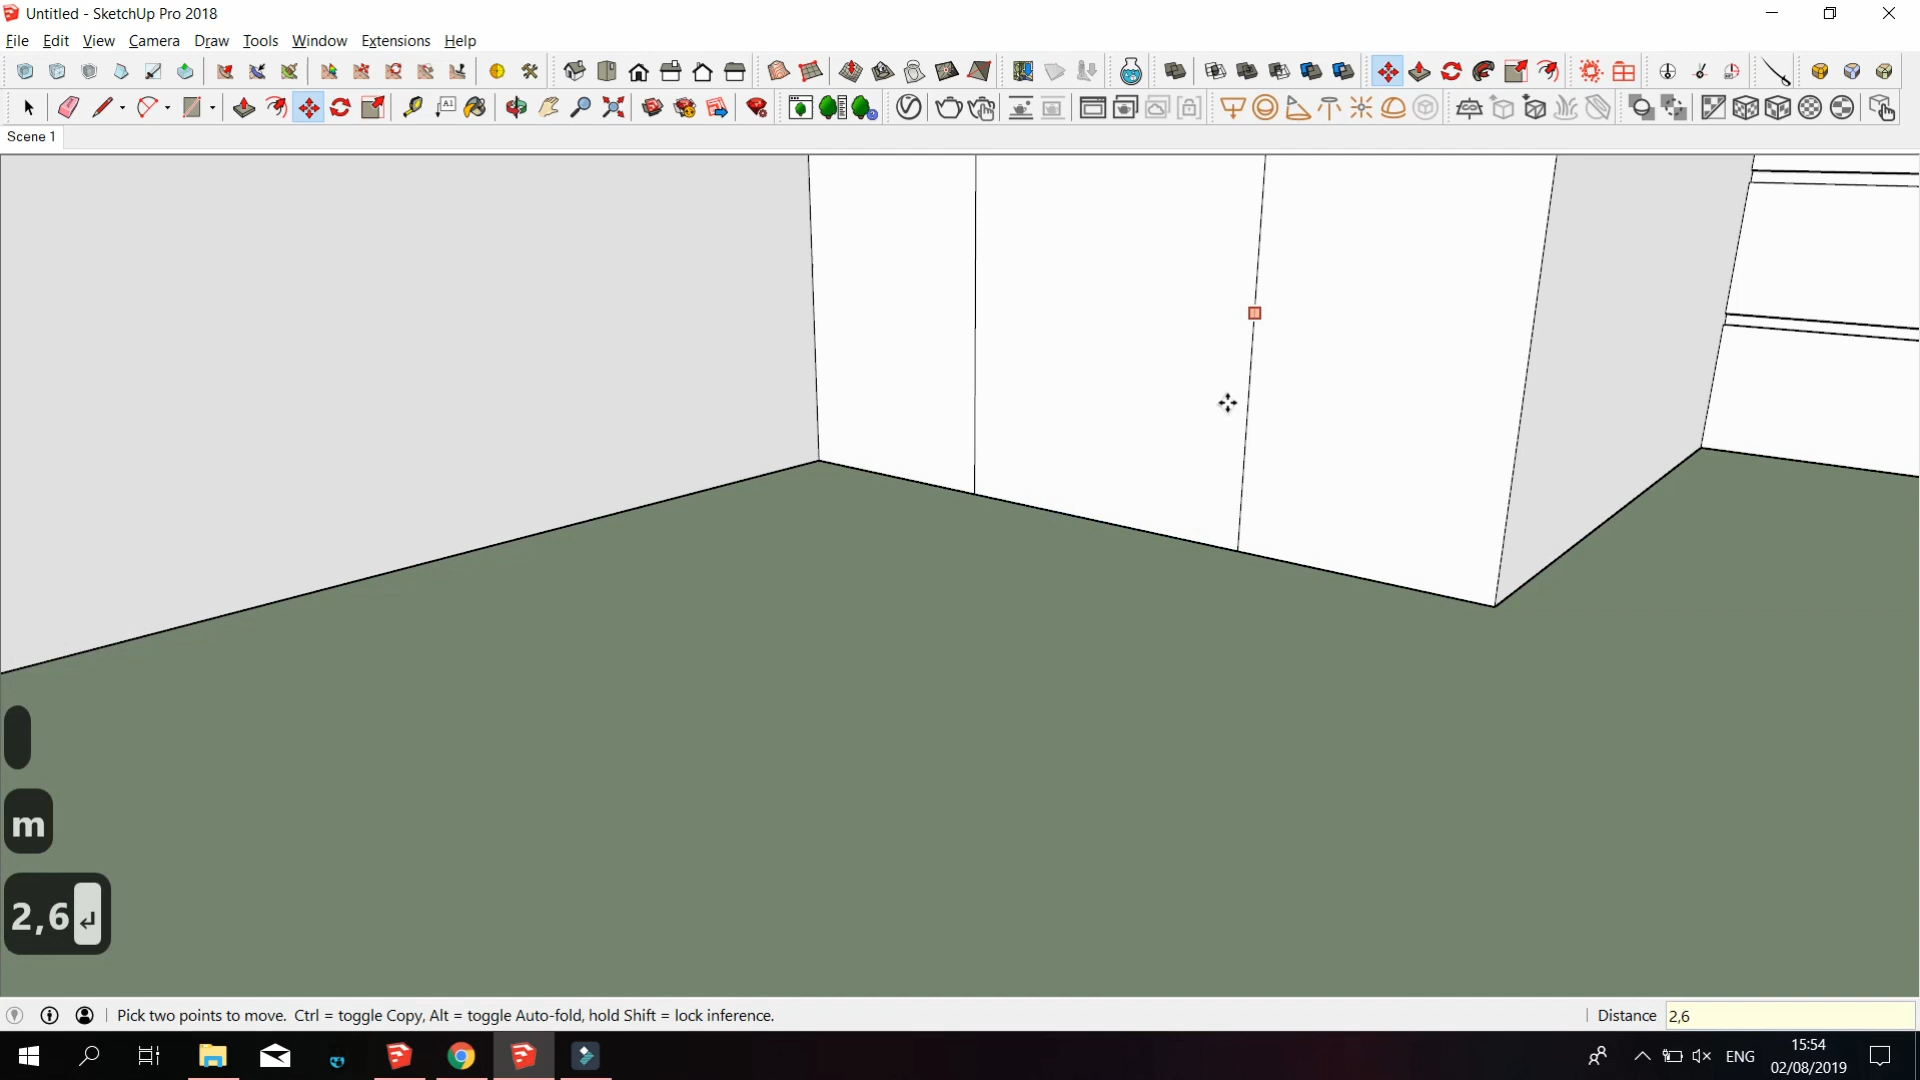 Untitled - SketchUp Pro 2018
File Edit View Camera Draw Tools Window Extensions Help
A1
Scene 1
m
2,6
Pick two points to move. Ctrl = toggle Copy, Alt = toggle Auto-fold, hold Shift = lock inference.
Distance 2,6
ENG
15:54
02/08/2019